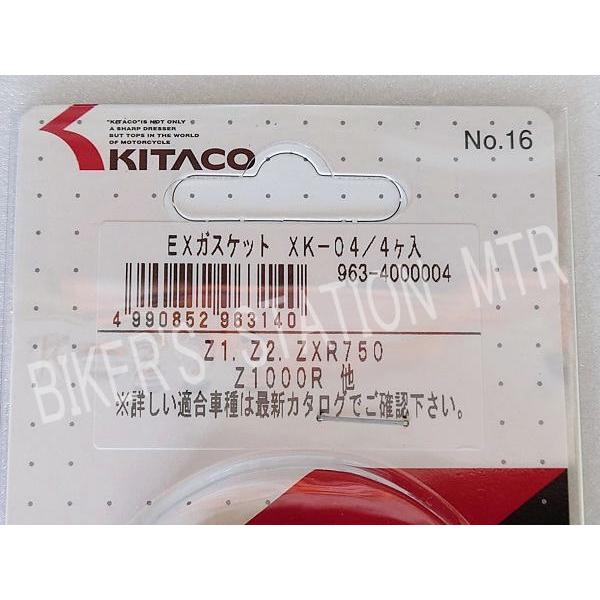 "KITACO" IS NOT ONLY
A SHARP DRESSER
BUT TOPS IN THE WORLD
OF MOTORCYCLE
KITACO
No.16
EXガスケット XK-04/4ヶ入
963-4000004
4 990852 963140
Z1. Z2. ZXR750
Z1000R 他
※詳しい適合車種は最新カタログでご確認下さい。
BIKER'S STATION MTR